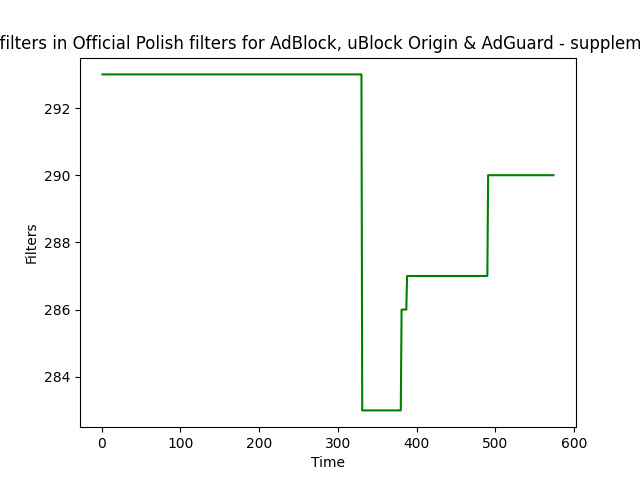 filters in Official Polish filters for AdBlock, uBlock Origin & AdGuard - supplem
292
290
288
286
284
Filters
0 100 200 300 400 500 600
Time